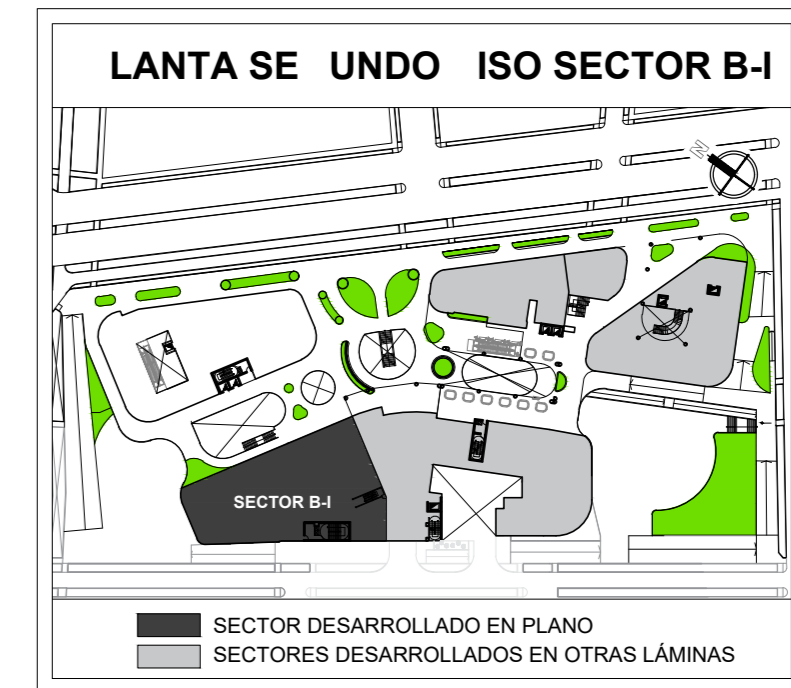 LANTA SE UNDO ISO SECTOR B-I
N
SECTOR B-I
SECTOR DESARROLLADO EN PLANO
SECTORES DESARROLLADOS EN OTRAS LÁMINAS